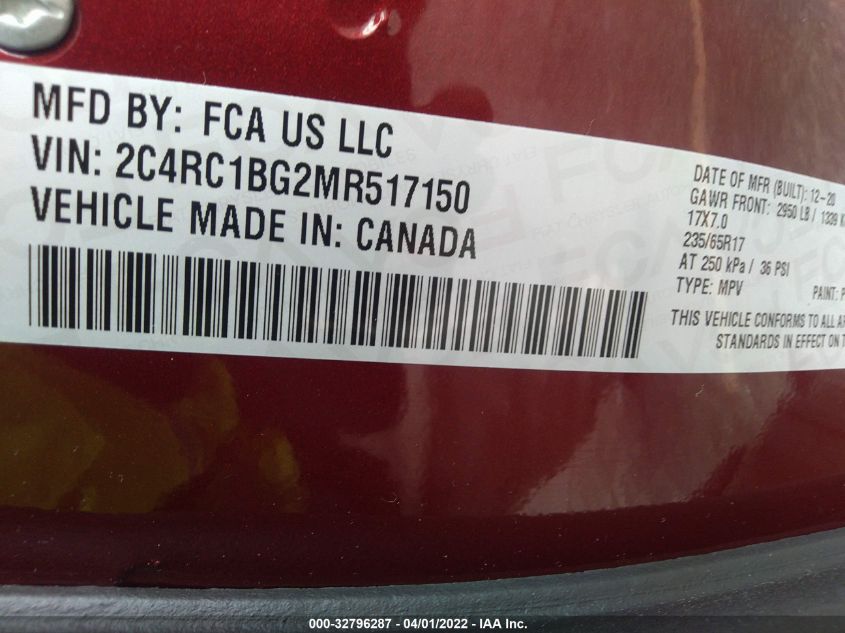 MFD BY: FCA US LLC
VIN: 2C4RC1BG2MR517150
VEHICLE MADE IN: CANADA
DATE OF MFR (BUILT): 12-20
GAWR FRONT: 2950 LB / 1339 K
17X7.0
235/65R17
AT 250 kPa / 36 PSI
TYPE: MPV PAINT: P
THIS VEHICLE CONFORMS TO ALL AP
STANDARDS IN EFFECT ON T
000-32796287 - 04/01/2022 - IAA Inc.